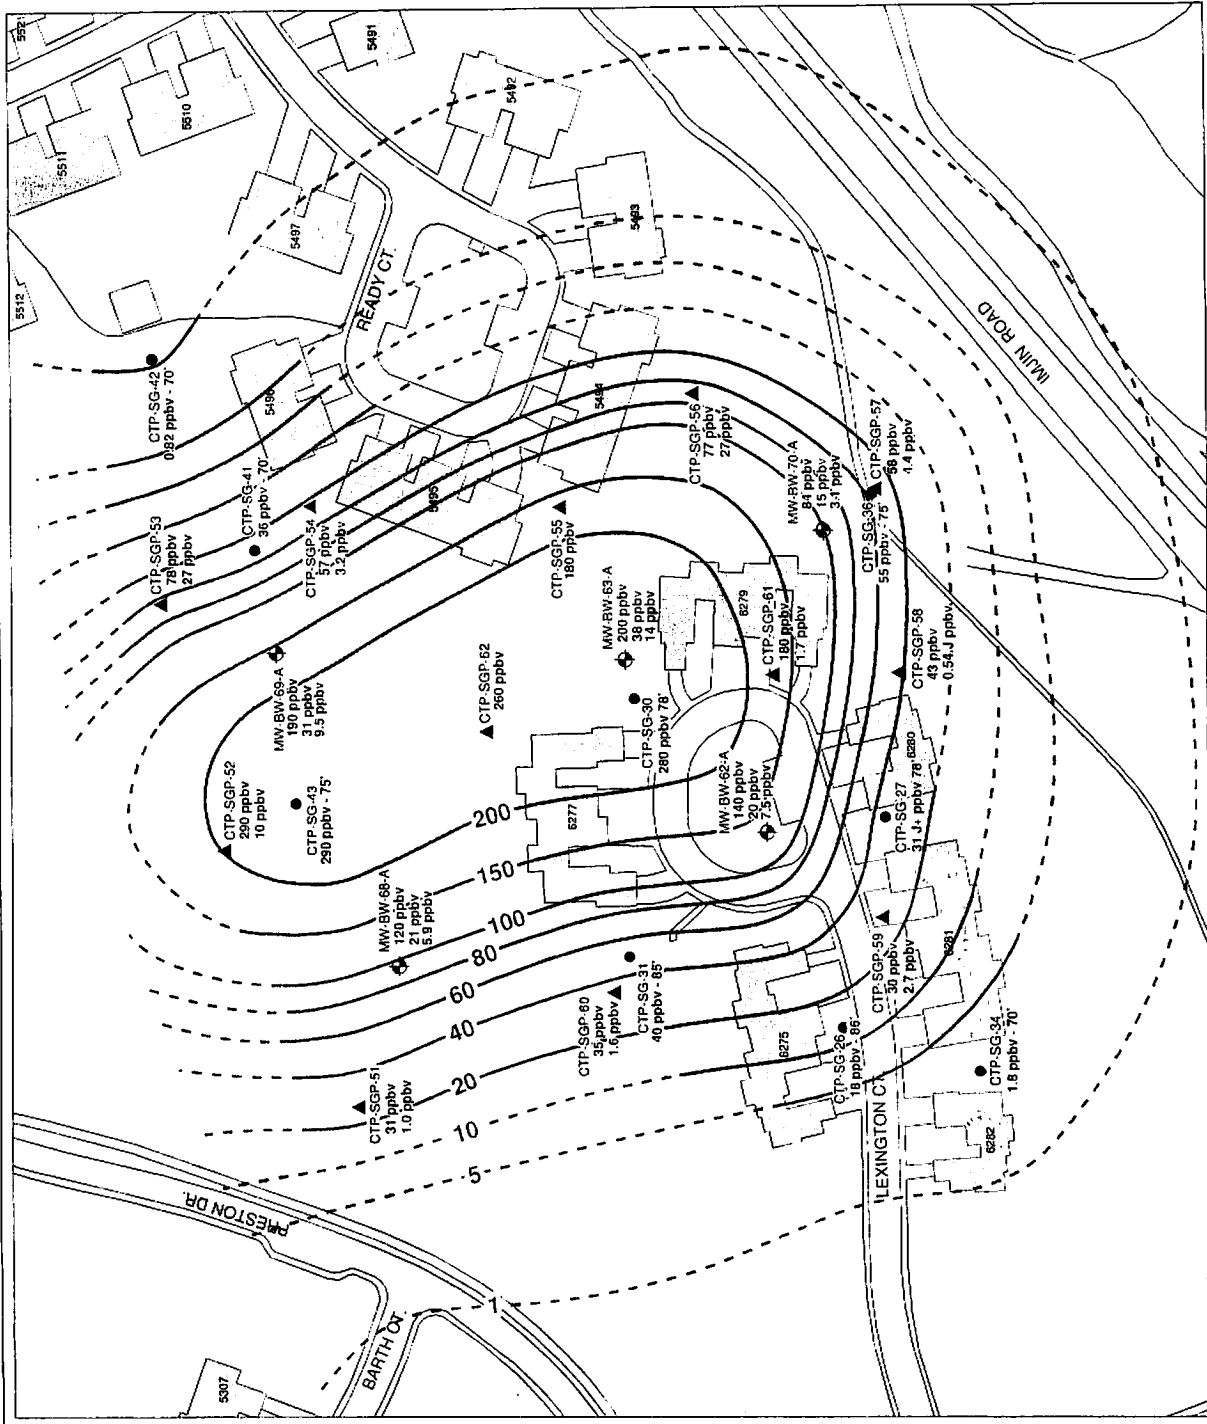 5521
5491
5510
5492
5511
5497
5493
5512
READY CT.
IMJIN ROAD
CTP-SG-42
0.82 ppbv - 70'
5496
CTP-SG-41
36 ppbv - 70'
5494
CTP-SGP-53
78 ppbv
27 ppbv
CTP-SGP-54
57 ppbv
3.2 ppbv
5495
CTP-SGP-56
77 ppbv
27 ppbv
CTP-SGP-57
58 ppbv
4.4 ppbv
CTP-SGP-55
180 ppbv
MW-BW-70-A
84 ppbv
15 ppbv
3.1 ppbv
CTP-SG-36
55 ppbv - 75'
MW-BW-69-A
190 ppbv
31 ppbv
9.5 ppbv
CTP-SGP-62
260 ppbv
MW-BW-63-A
200 ppbv
38 ppbv
14 ppbv
6279
CTP-SGP-61
180 ppbv
1.7 ppbv
CTP-SGP-58
43 ppbv
0.54 J ppbv
CTP-SG-30
280 ppbv 78'
CTP-SGP-52
290 ppbv
10 ppbv
CTP-SG-43
290 ppbv - 75'
200
6277
MW-BW-62-A
140 ppbv
20 ppbv
7.5 ppbv
6280
CTP-SG-27
31 J+ ppbv 78'
150
MW-BW-68-A
120 ppbv
21 ppbv
5.9 ppbv
100
80
60
40
20
10
5
1
CTP-SGP-60
35 ppbv
1.6 ppbv
CTP-SG-31
40 ppbv - 85'
CTP-SGP-59
30 ppbv
2.7 ppbv
6281
6275
CTP-SG-26
18 ppbv - 86'
CTP-SG-34
1.8 ppbv - 70'
CTP-SGP-51
31 ppbv
1.0 ppbv
LEXINGTON CT.
6282
PRESTON DR.
BARTH CT.
5307